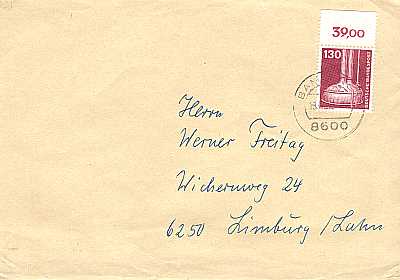 39,00
130
DEUTSCHE BUNDESPOST
8600
Herrn
Werner Freitag
Wichernweg 24
6250 Limburg/Lahn